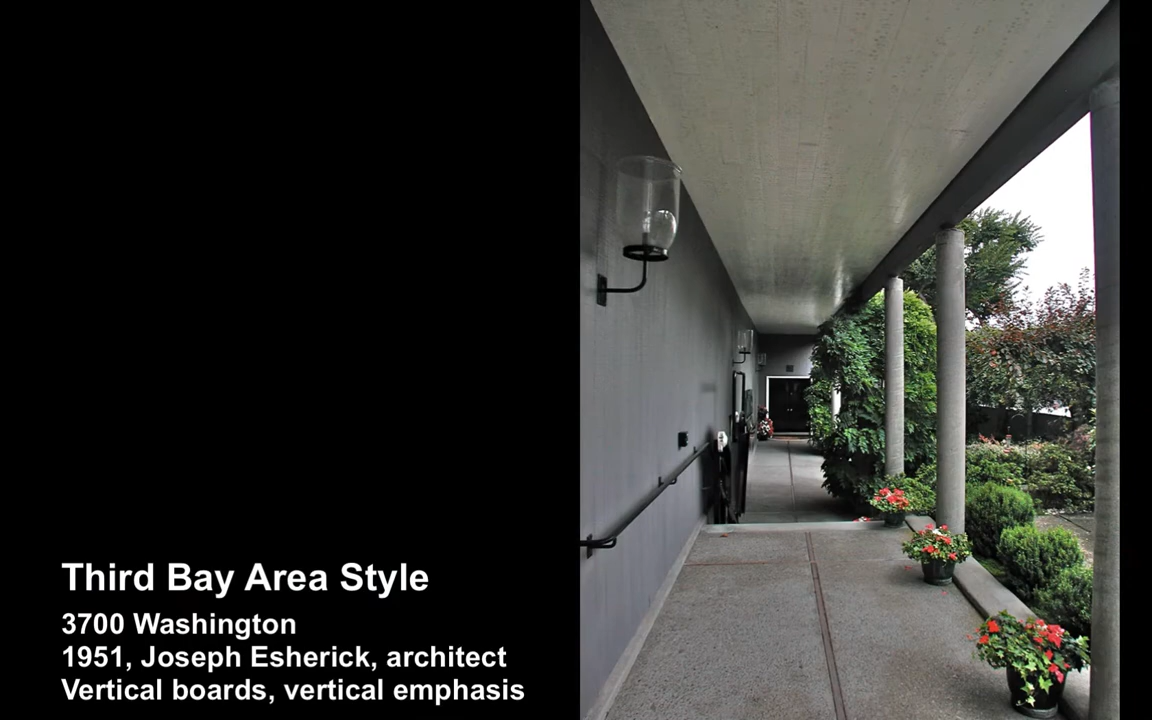 Third Bay Area Style
3700 Washington
1951, Joseph Esherick, architect
Vertical boards, vertical emphasis